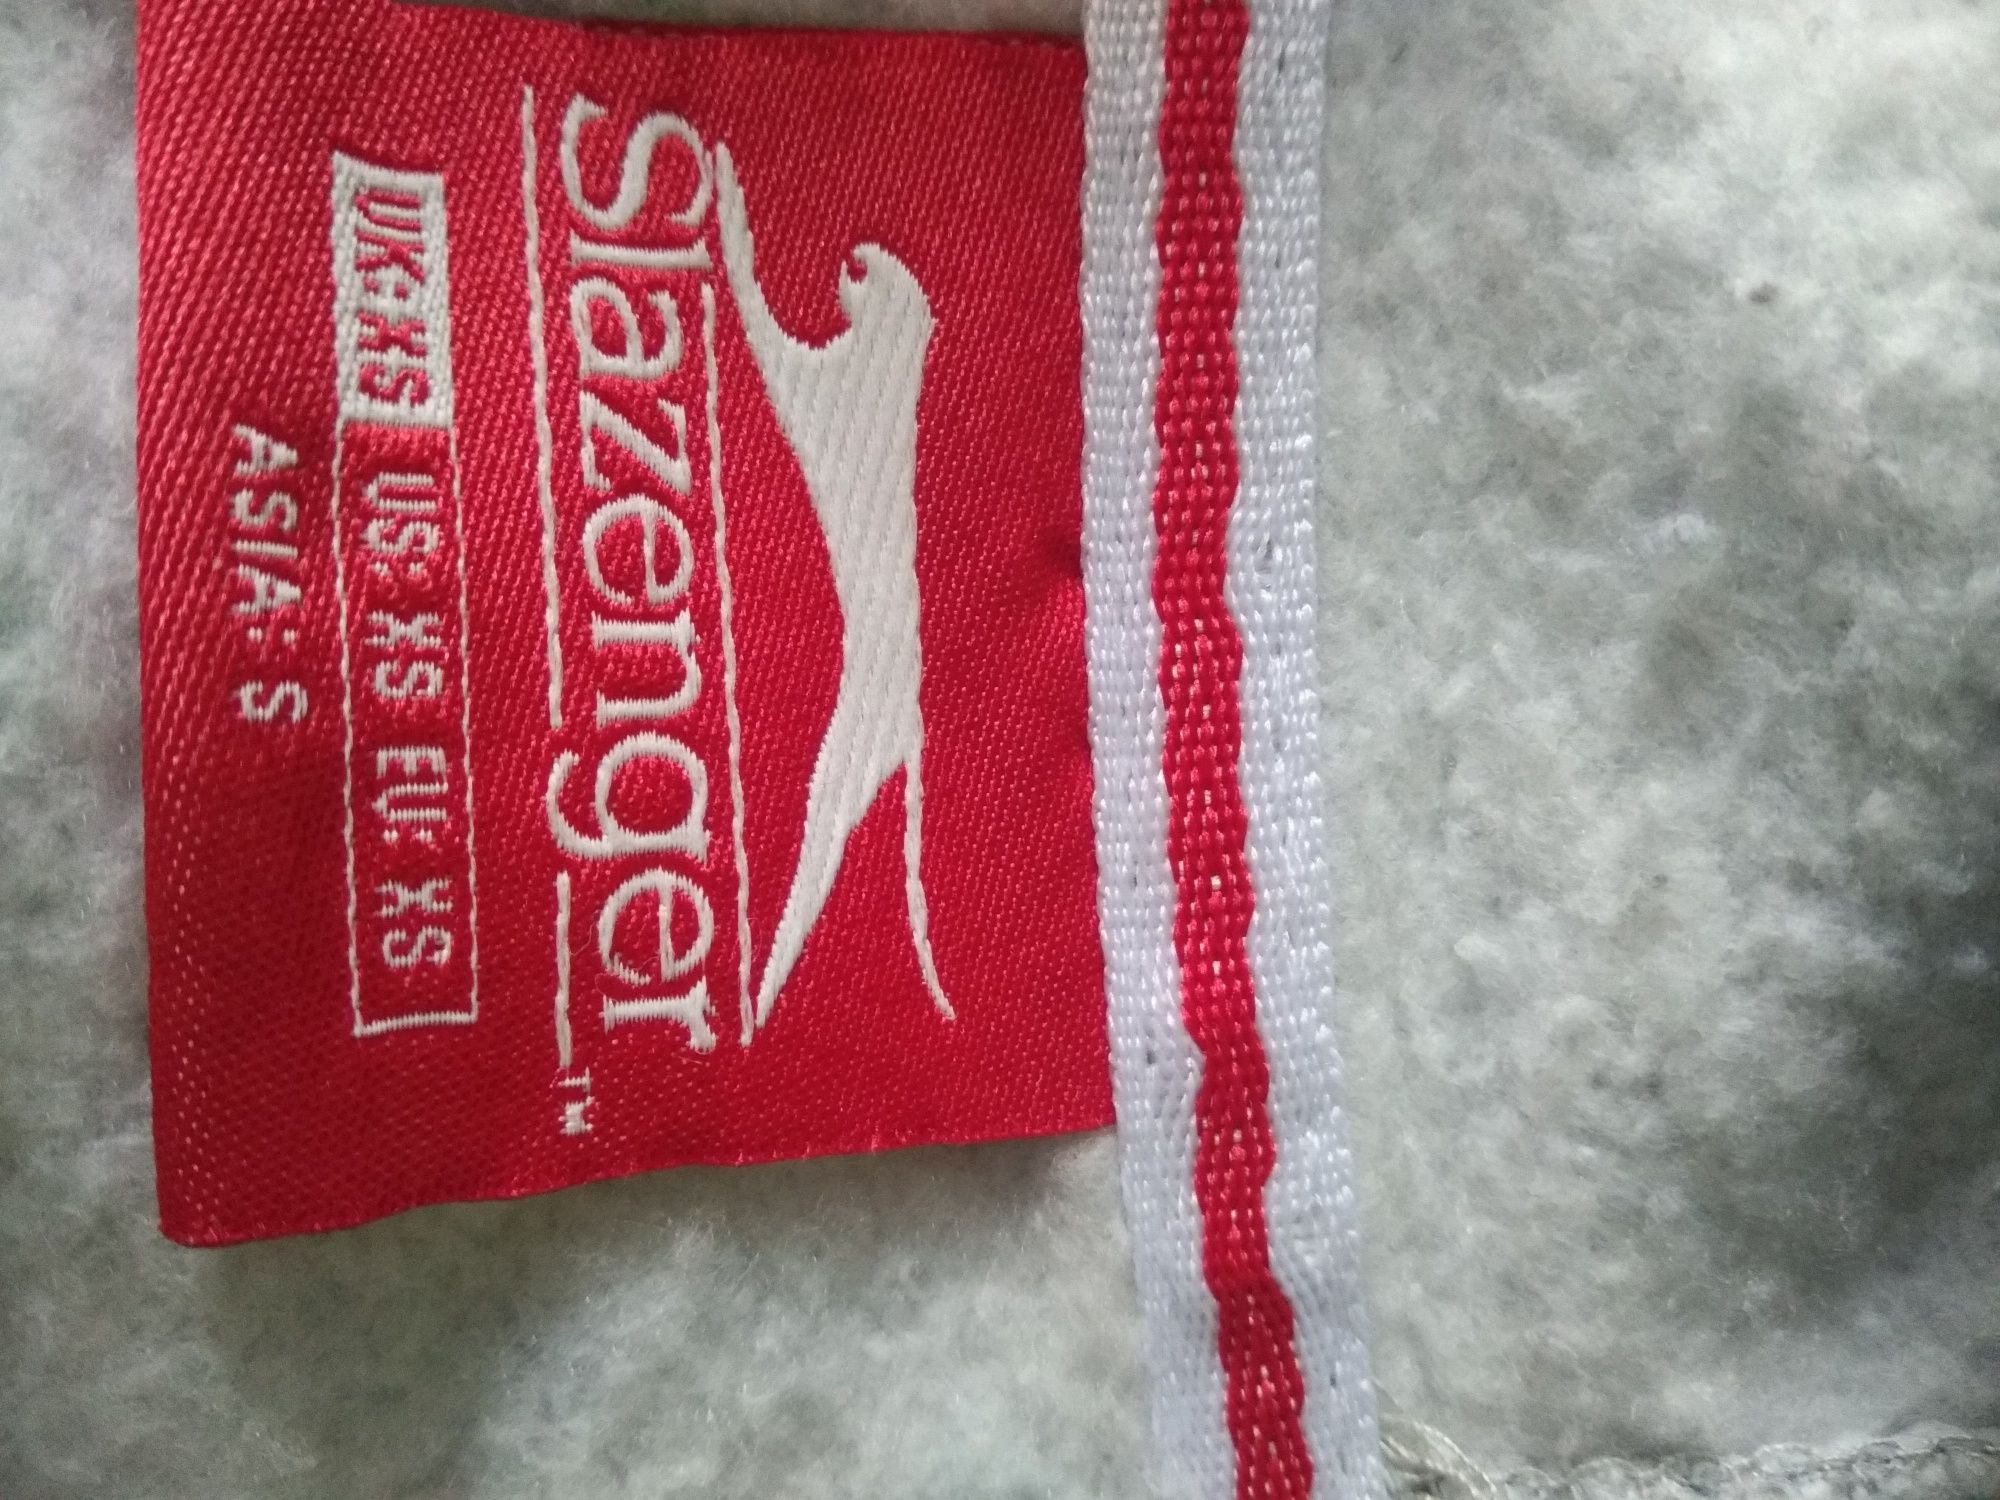 Slazenger™
UK: XS US: XS EU: XS
ASIA: S